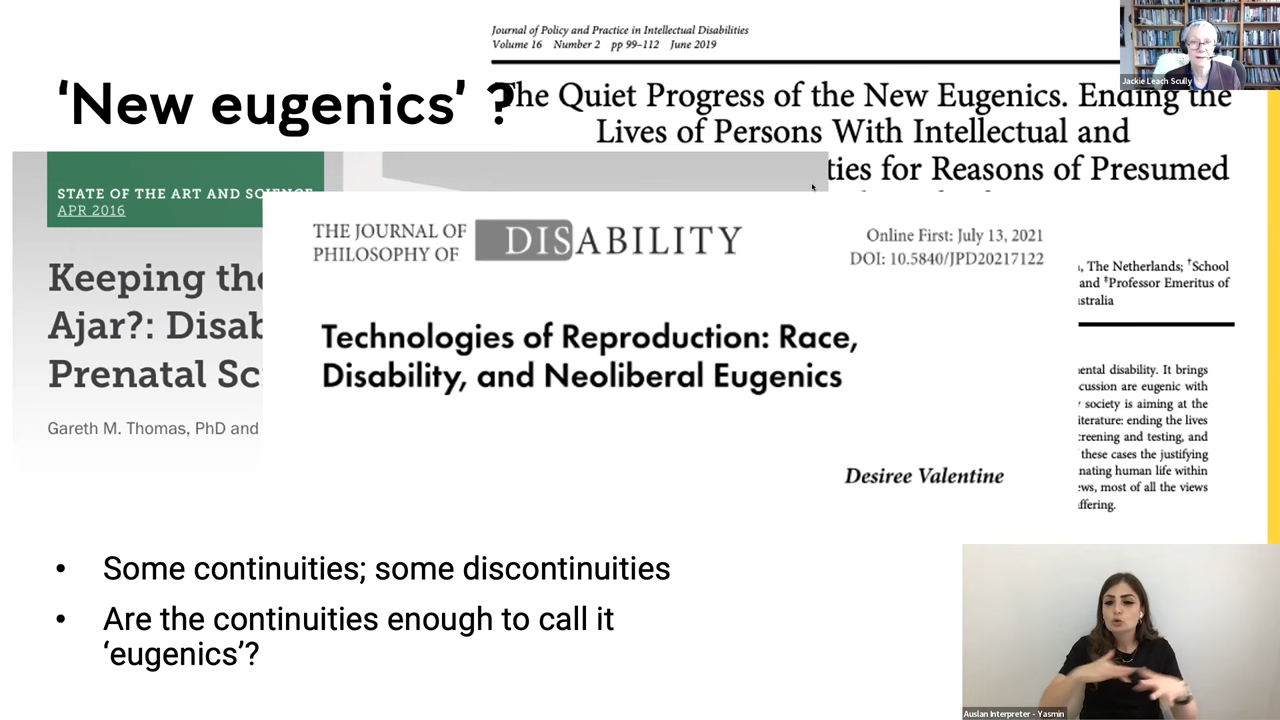 Journal of Policy and Practice in Intellectual Disabilities
Volume 16 Number 2 pp 99–112 June 2019
Jackie Leach Scully
‘New eugenics’ ?
The Quiet Progress of the New Eugenics. Ending the
Lives of Persons With Intellectual and
ties for Reasons of Presumed
STATE OF THE ART AND SCIENCE
APR 2016
THE JOURNAL OF
PHILOSOPHY OF
DISABILITY
Online First: July 13, 2021
DOI: 10.5840/JPD20217122
Keeping the
Ajar?: Disab
Prenatal Sc
Gareth M. Thomas, PhD and
, The Netherlands; †School
and ‡Professor Emeritus of
ustralia
Technologies of Reproduction: Race,
Disability, and Neoliberal Eugenics
Desiree Valentine
ental disability. It brings
cussion are eugenic with
society is aiming at the
iterature: ending the lives
creening and testing, and
these cases the justifying
nating human life within
ws, most of all the views
ffering.
• Some continuities; some discontinuities
• Are the continuities enough to call it
‘eugenics’?
Auslan Interpreter - Yasmin